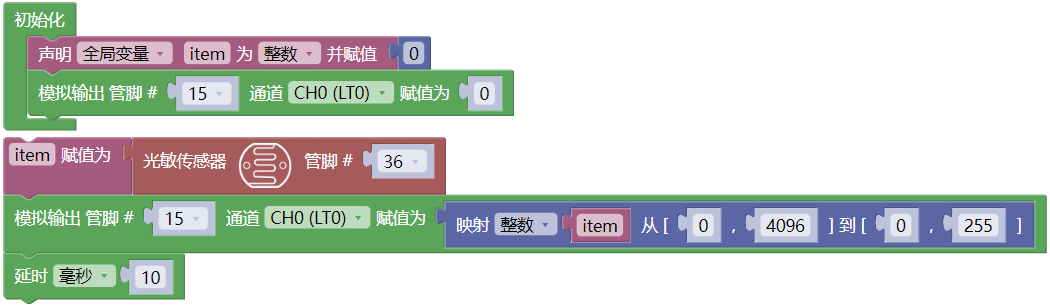 初始化
声明 全局变量 item 为 整数 并赋值 0
模拟输出 管脚 # 15 通道 CH0 (LT0) 赋值为 0
item 赋值为 光敏传感器 管脚 # 36
模拟输出 管脚 # 15 通道 CH0 (LT0) 赋值为 映射 整数 item 从 [ 0 , 4096 ] 到 [ 0 , 255 ]
延时 毫秒 10